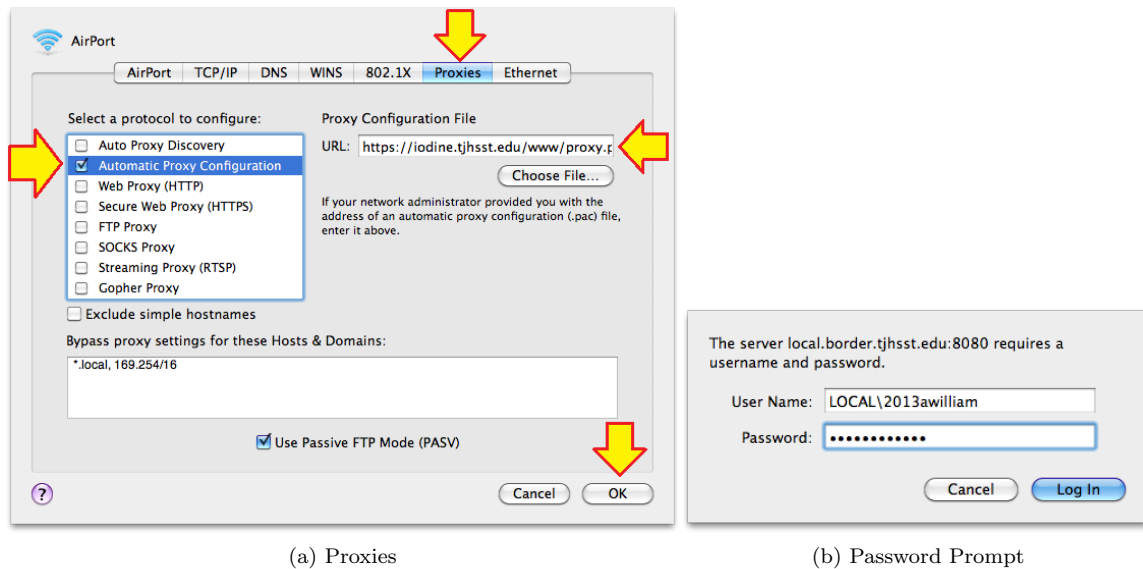 AirPort
AirPort TCP/IP DNS WINS 802.1X Proxies Ethernet
Select a protocol to configure:
Auto Proxy Discovery
Automatic Proxy Configuration
Web Proxy (HTTP)
Secure Web Proxy (HTTPS)
FTP Proxy
SOCKS Proxy
Streaming Proxy (RTSP)
Gopher Proxy
Proxy Configuration File
URL: https://iodine.tjhsst.edu/www/proxy.p
Choose File...
If your network administrator provided you with the
address of an automatic proxy configuration (.pac) file,
enter it above.
Exclude simple hostnames
Bypass proxy settings for these Hosts & Domains:
*.local, 169.254/16
Use Passive FTP Mode (PASV)
? Cancel OK
(a) Proxies
The server local.border.tjhsst.edu:8080 requires a
username and password.
User Name: LOCAL\2013awilliam
Password: ••••••••••••
Cancel Log In
(b) Password Prompt